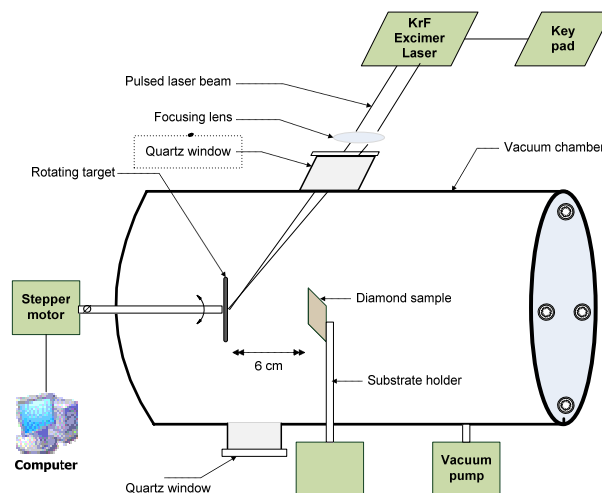 KrF
Excimer
Laser
Key
pad
Pulsed laser beam
Focusing lens
Quartz window
Vacuum chamber
Rotating target
Stepper
motor
Diamond sample
6 cm
Substrate holder
Computer
Vacuum
pump
Quartz window